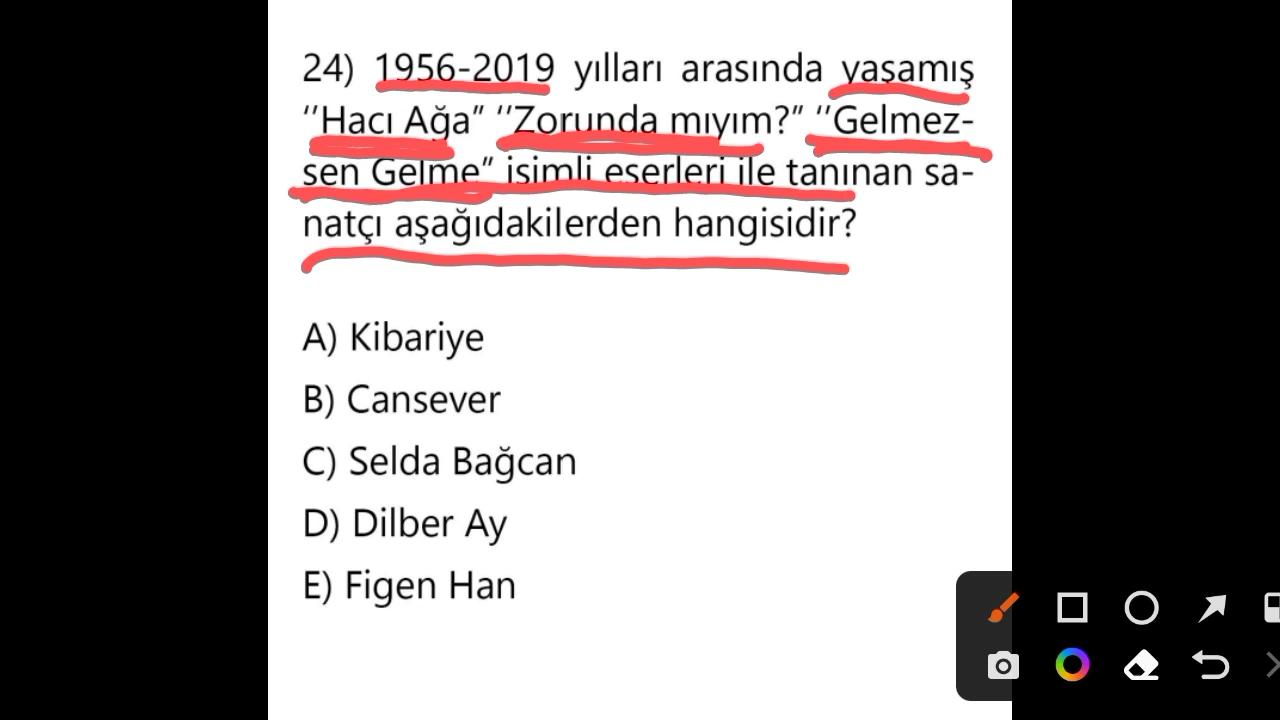 24) 1956-2019 yılları arasında yaşamış
‘‘Hacı Ağa” ‘‘Zorunda mıyım?” ‘‘Gelmez-
sen Gelme” isimli eserleri ile tanınan sa-
natçı aşağıdakilerden hangisidir?
A) Kibariye
B) Cansever
C) Selda Bağcan
D) Dilber Ay
E) Figen Han